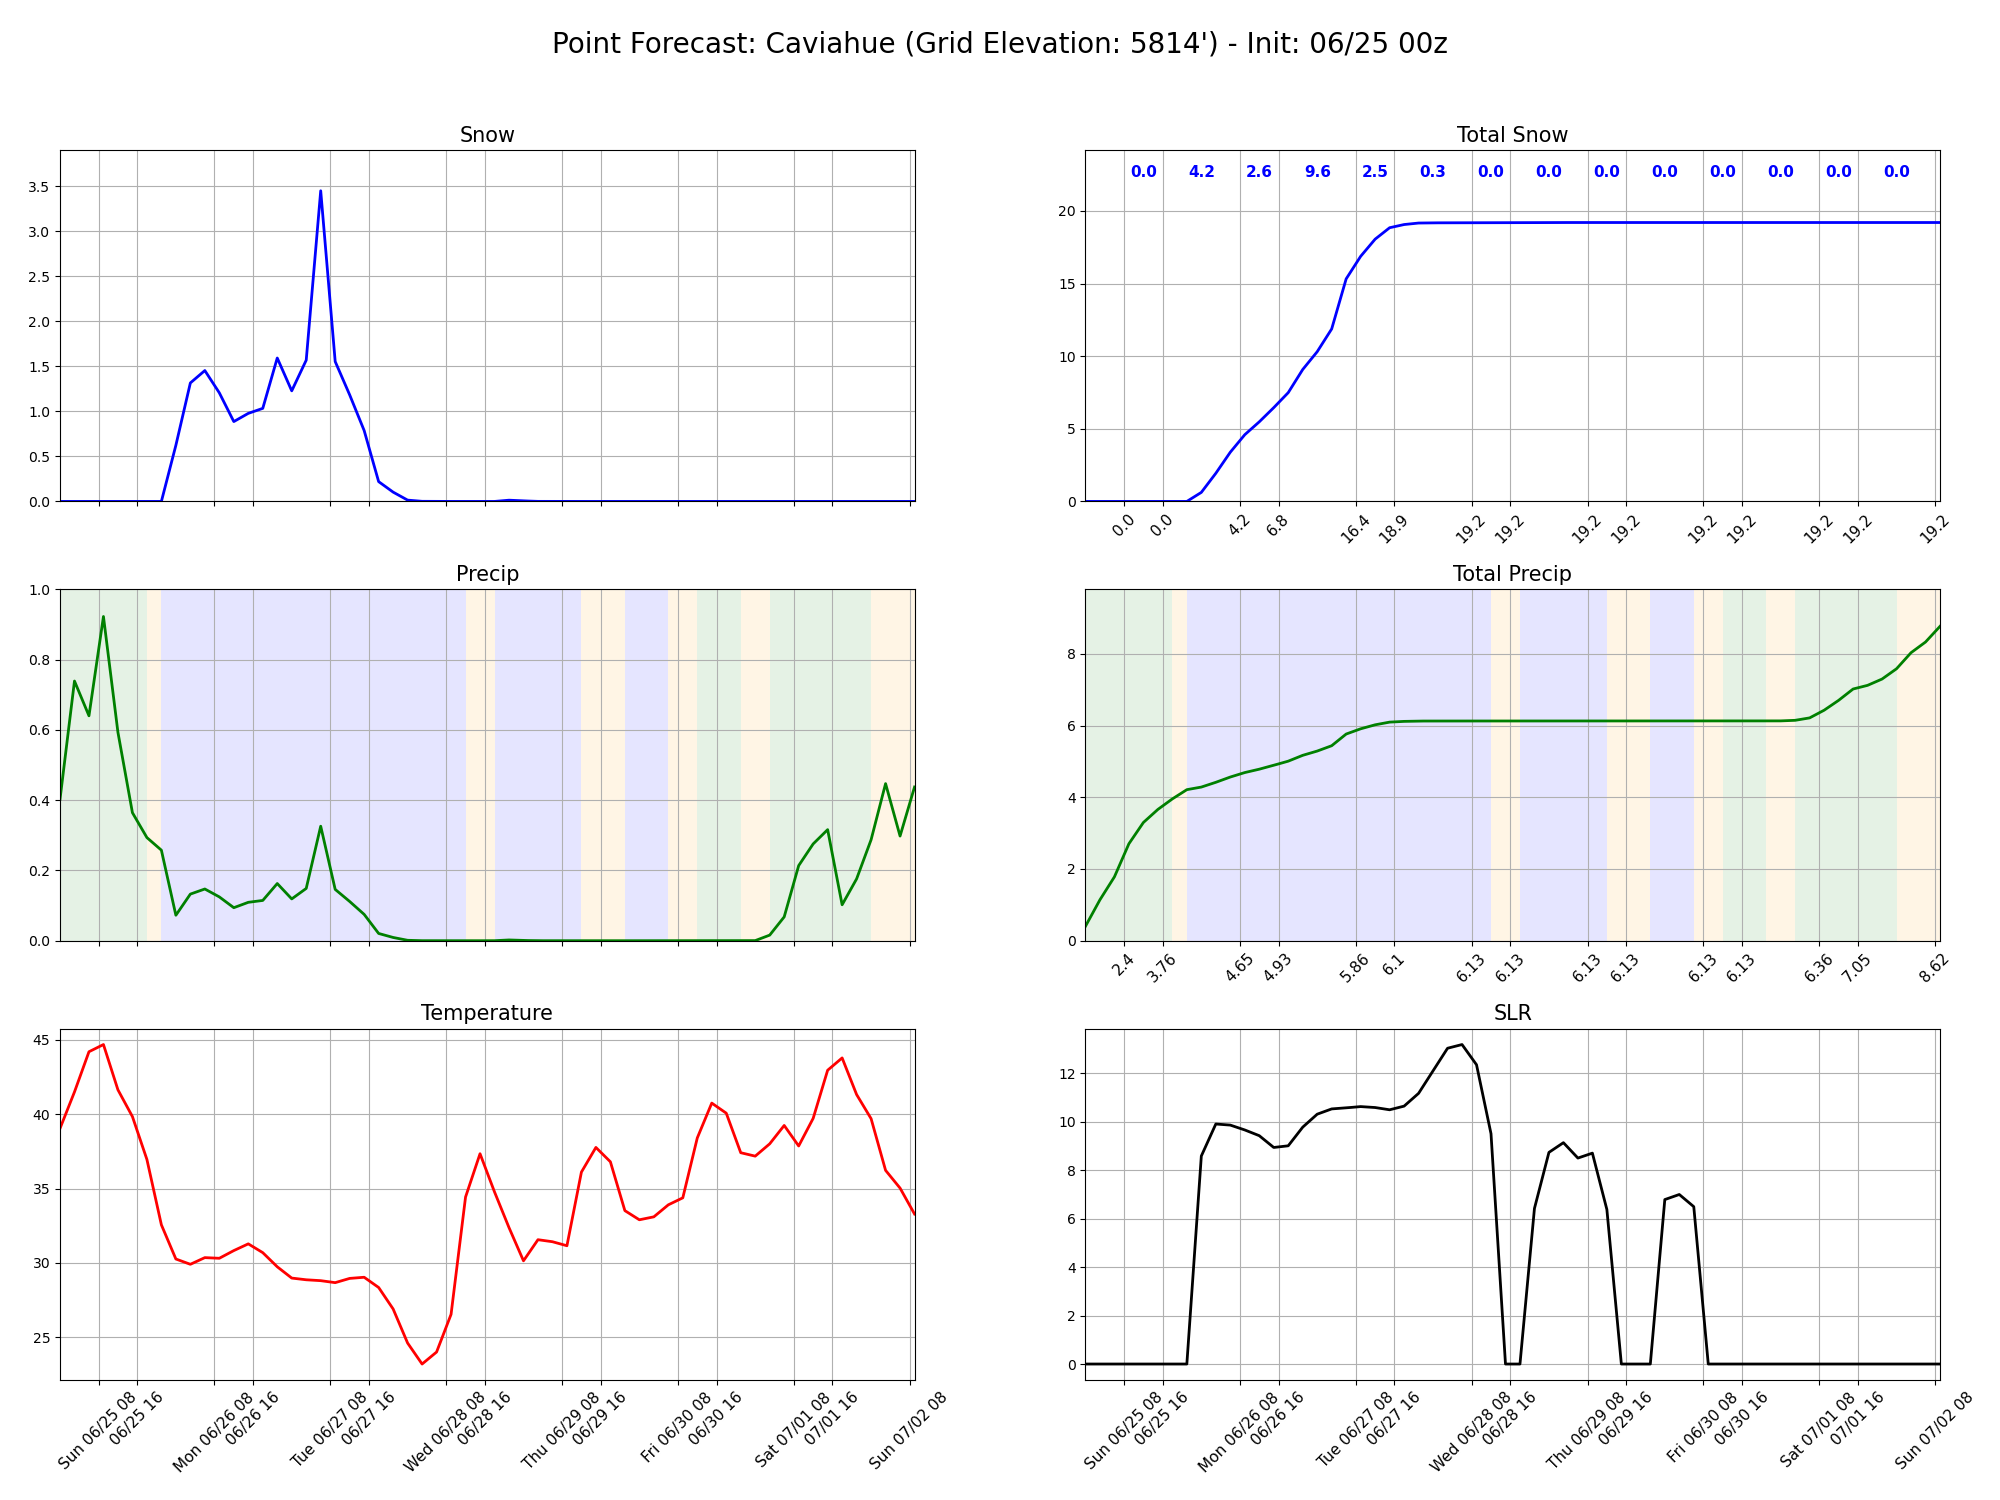 Point Forecast: Caviahue (Grid Elevation: 5814') - Init: 06/25 00z
Snow
3.5
3.0
2.5
2.0
1.5
1.0
0.5
0.0
Total Snow
0.0 4.2 2.6 9.6 2.5 0.3 0.0 0.0 0.0 0.0 0.0 0.0 0.0 0.0
20
15
10
5
0
0.0 0.0 4.2 6.8 16.4 18.9 19.2 19.2 19.2 19.2 19.2 19.2 19.2 19.2 19.2
Precip
1.0
0.8
0.6
0.4
0.2
0.0
Total Precip
8
6
4
2
0
2.4 3.76 4.65 4.93 5.86 6.1 6.13 6.13 6.13 6.13 6.13 6.13 6.36 7.05 8.62
Temperature
45
40
35
30
25
Sun 06/25 08
06/25 16
Mon 06/26 08
06/26 16
Tue 06/27 08
06/27 16
Wed 06/28 08
06/28 16
Thu 06/29 08
06/29 16
Fri 06/30 08
06/30 16
Sat 07/01 08
07/01 16
Sun 07/02 08
SLR
12
10
8
6
4
2
0
Sun 06/25 08
06/25 16
Mon 06/26 08
06/26 16
Tue 06/27 08
06/27 16
Wed 06/28 08
06/28 16
Thu 06/29 08
06/29 16
Fri 06/30 08
06/30 16
Sat 07/01 08
07/01 16
Sun 07/02 08